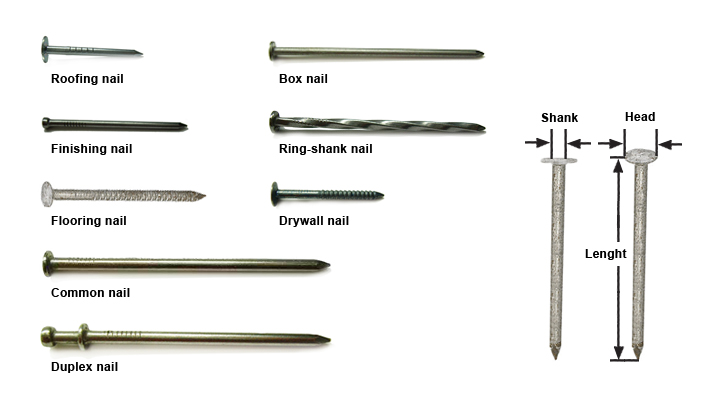 Roofing nail
Box nail
Finishing nail
Ring-shank nail
Flooring nail
Drywall nail
Common nail
Duplex nail
Shank
Head
Lenght